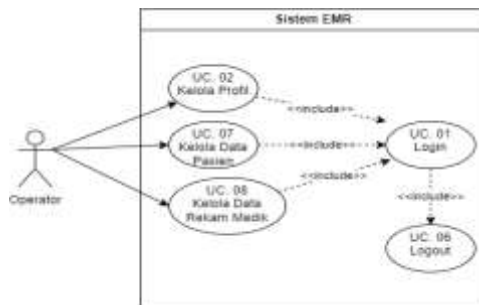 Sistem EMR
UC. 02
Kelola Profil
<<include>>
UC. 07
Kelola Data
Pasien
<<include>>
UC. 01
Login
UC. 08
Kelola Data
Rekam Medik
<<include>>
<<include>>
Operator
UC. 06
Logout